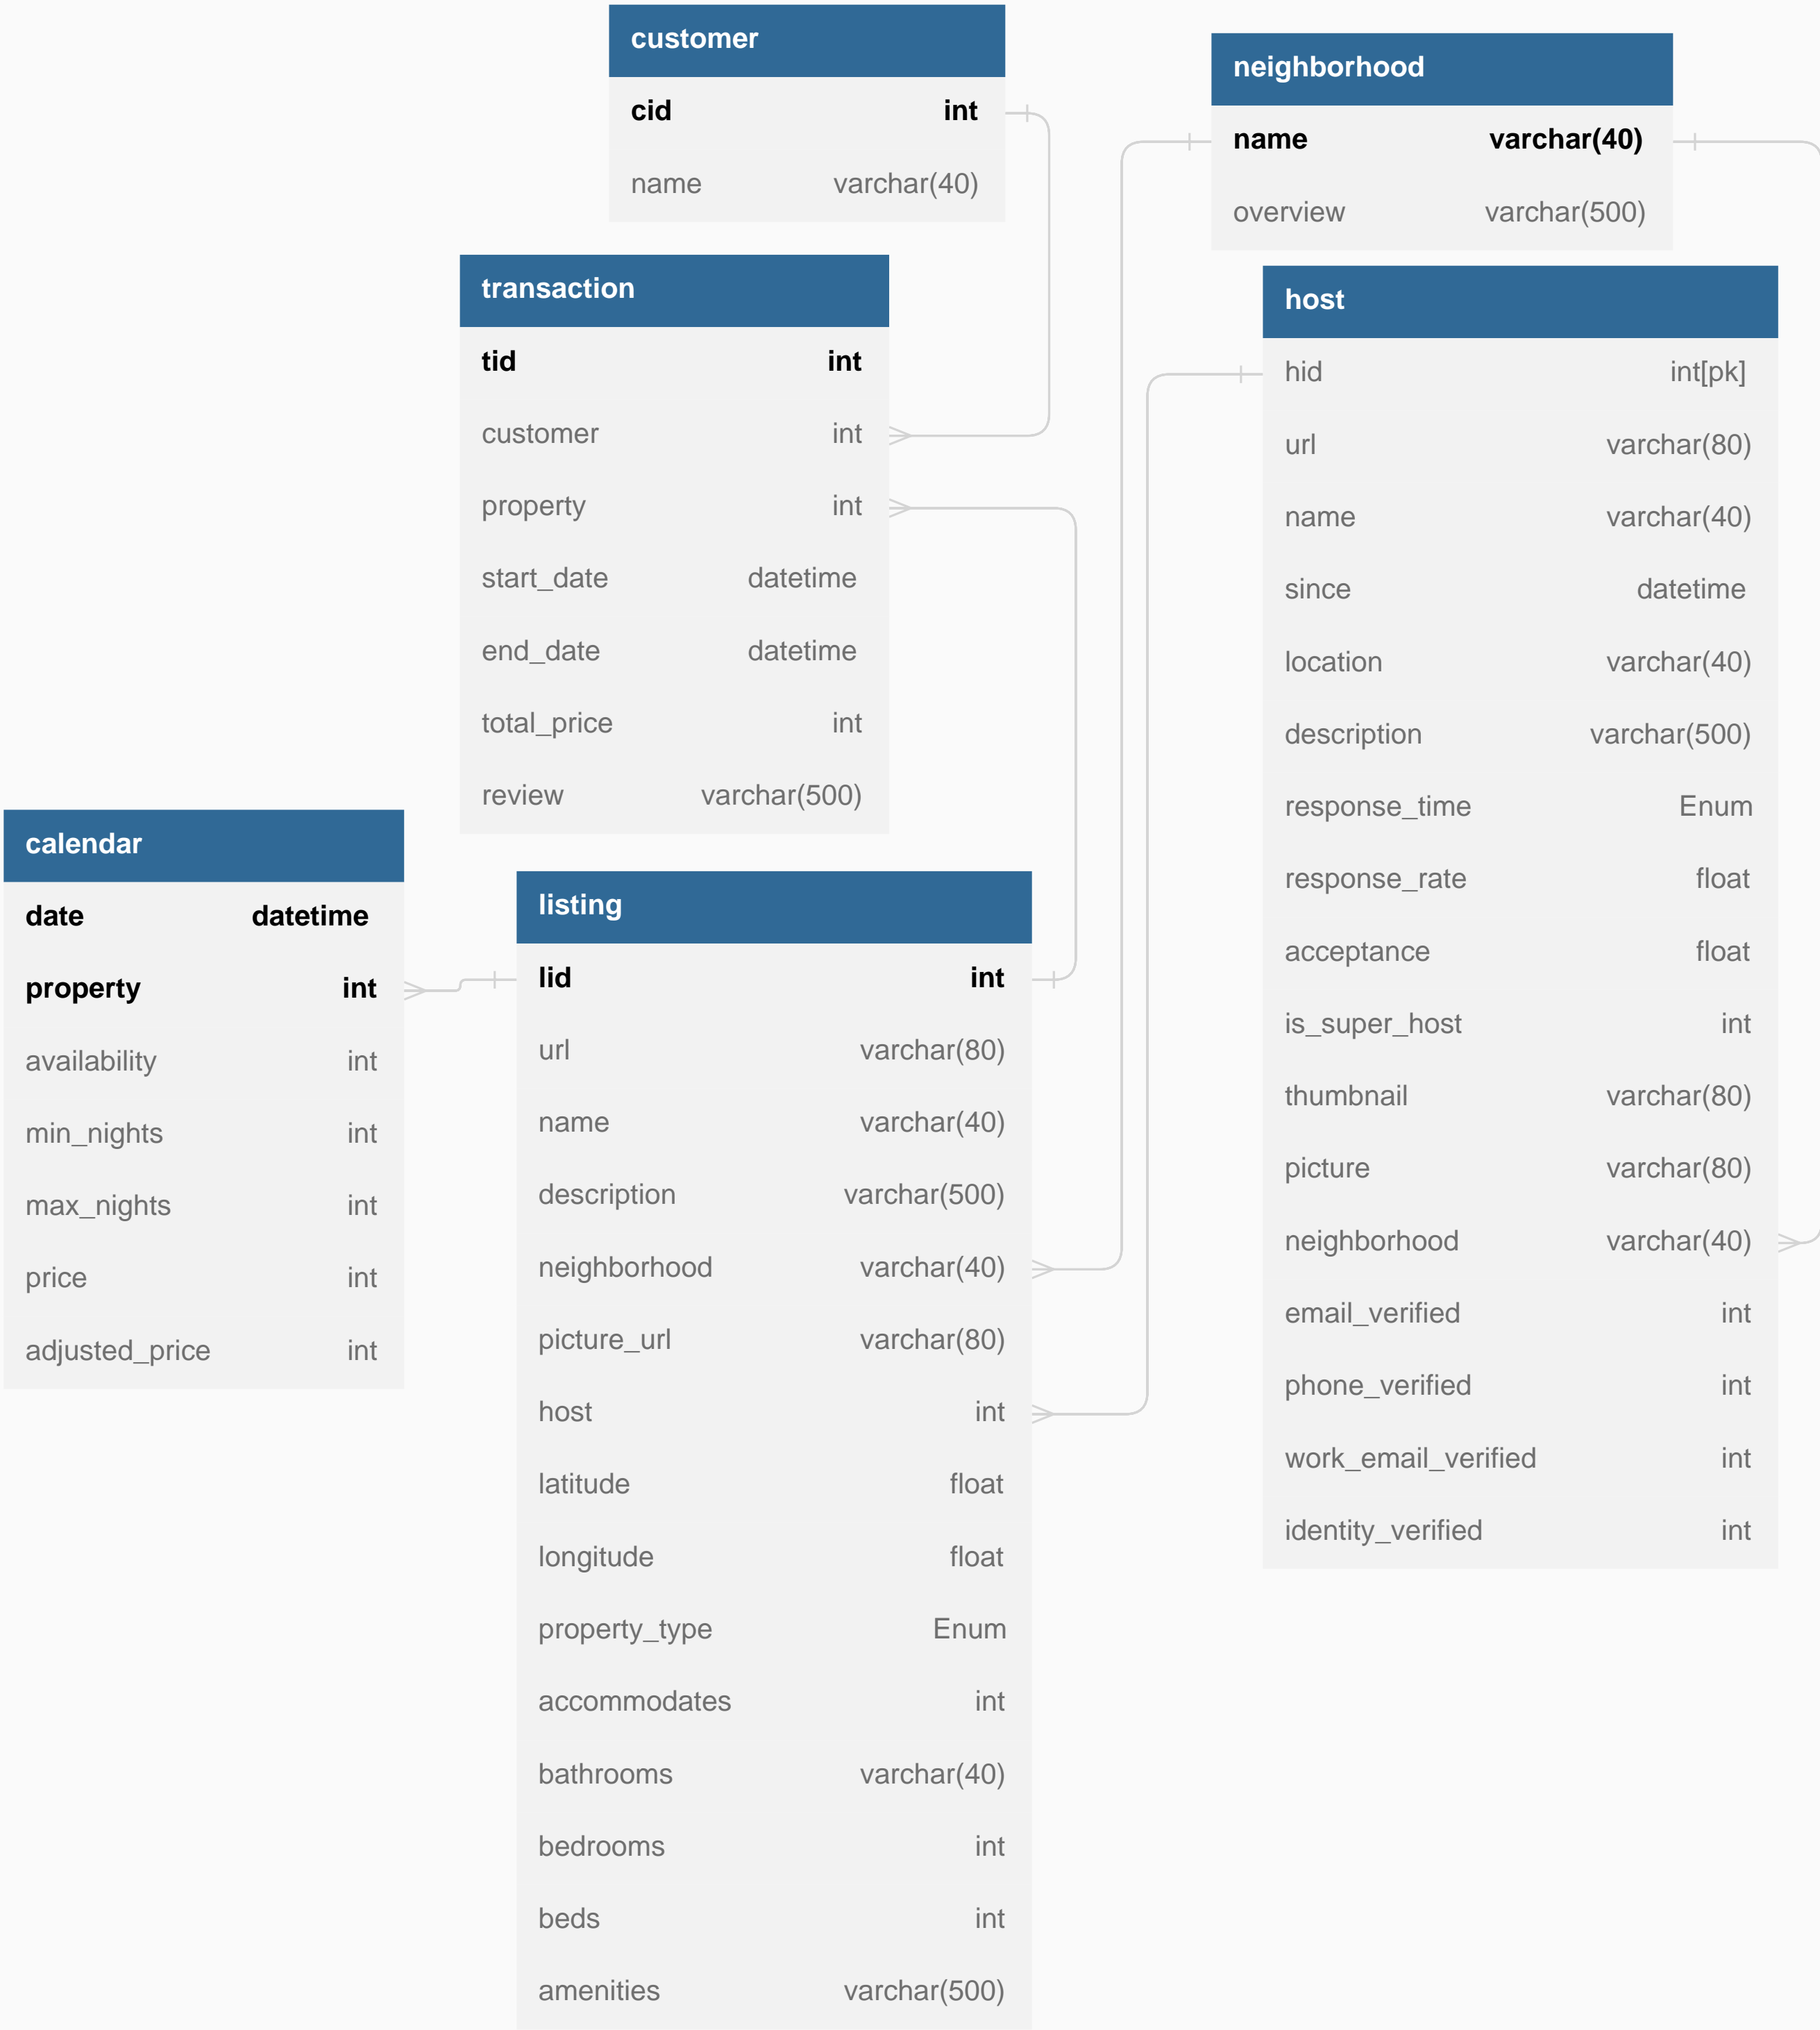 customer
cid int
name varchar(40)
neighborhood
name varchar(40)
overview varchar(500)
transaction
tid int
customer int
property int
start_date datetime
end_date datetime
total_price int
review varchar(500)
host
hid int[pk]
url varchar(80)
name varchar(40)
since datetime
location varchar(40)
description varchar(500)
response_time Enum
response_rate float
acceptance float
is_super_host int
thumbnail varchar(80)
picture varchar(80)
neighborhood varchar(40)
email_verified int
phone_verified int
work_email_verified int
identity_verified int
calendar
date datetime
property int
availability int
min_nights int
max_nights int
price int
adjusted_price int
listing
lid int
url varchar(80)
name varchar(40)
description varchar(500)
neighborhood varchar(40)
picture_url varchar(80)
host int
latitude float
longitude float
property_type Enum
accommodates int
bathrooms varchar(40)
bedrooms int
beds int
amenities varchar(500)